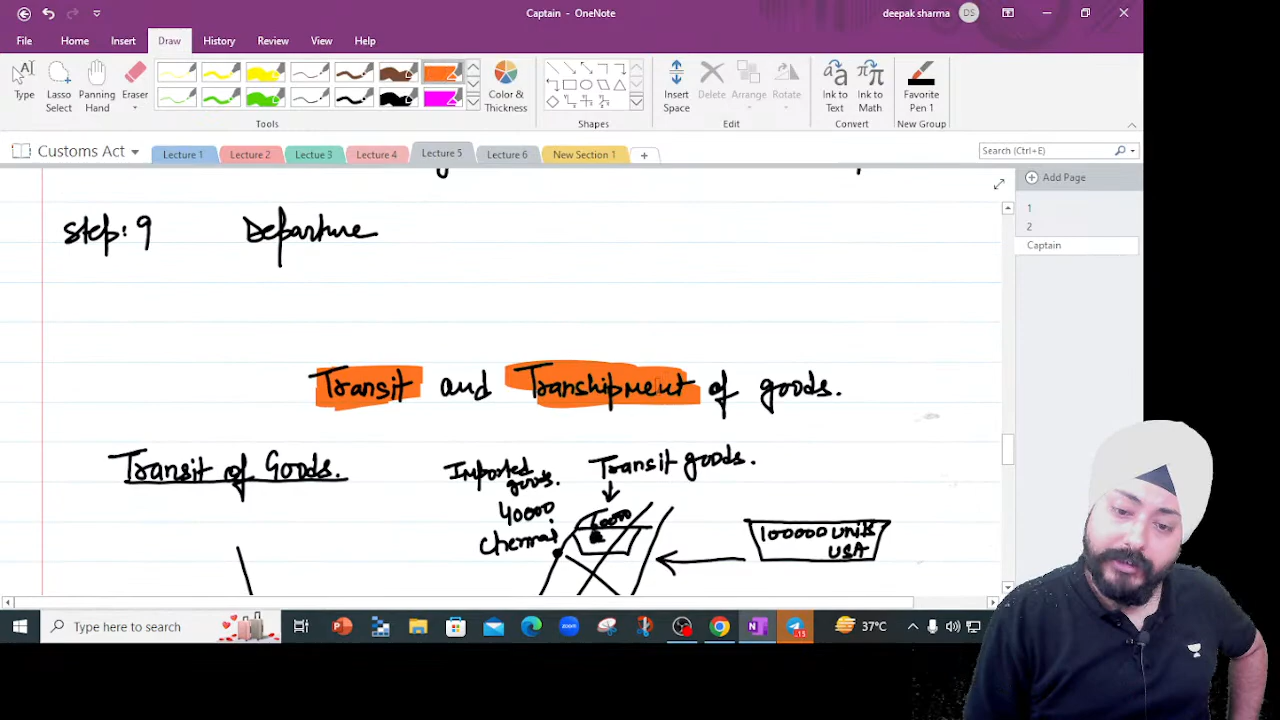 Captain - OneNote
deepak sharma DS
File Home Insert Draw History Review View Help
Type
Lasso Select
Panning Hand
Eraser
Color & Thickness
Insert Space
Delete
Arrange
Rotate
Ink to Text
Ink to Math
Favorite Pen 1
Tools
Shapes
Edit
Convert
New Group
Customs Act
Lecture 1 Lecture 2 Lectue 3 Lecture 4 Lecture 5 Lecture 6 New Section 1
Search (Ctrl+E)
Add Page
1
2
Captain
Step: 9 Departure
Transit and Transhipment of goods.
Transit of Goods.
Imported goods.
40000
Chennai
Transit goods.
100000 units
USA
Type here to search
37°C
15